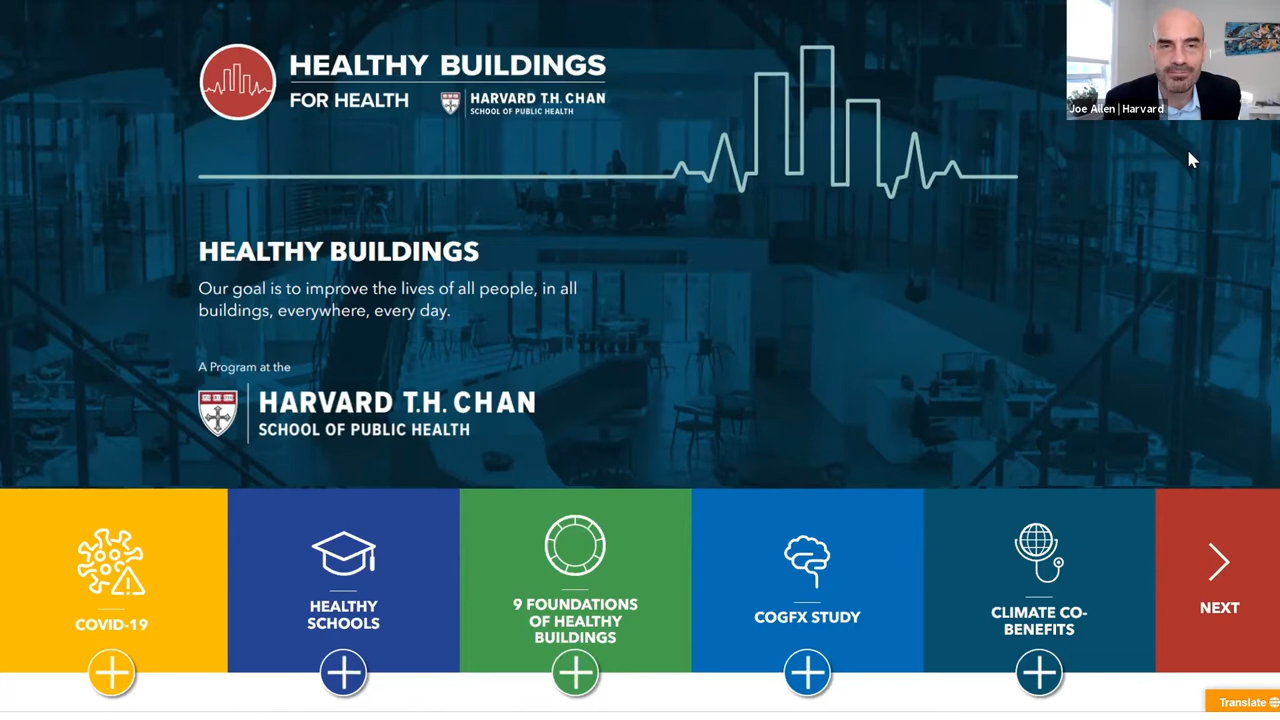 HEALTHY BUILDINGS
FOR HEALTH
HARVARD T.H. CHAN
SCHOOL OF PUBLIC HEALTH
Joe Allen | Harvard
HEALTHY BUILDINGS
Our goal is to improve the lives of all people, in all
buildings, everywhere, every day.
A Program at the
HARVARD T.H. CHAN
SCHOOL OF PUBLIC HEALTH
COVID-19
HEALTHY
SCHOOLS
9 FOUNDATIONS
OF HEALTHY
BUILDINGS
COGFX STUDY
CLIMATE CO-
BENEFITS
NEXT
Translate